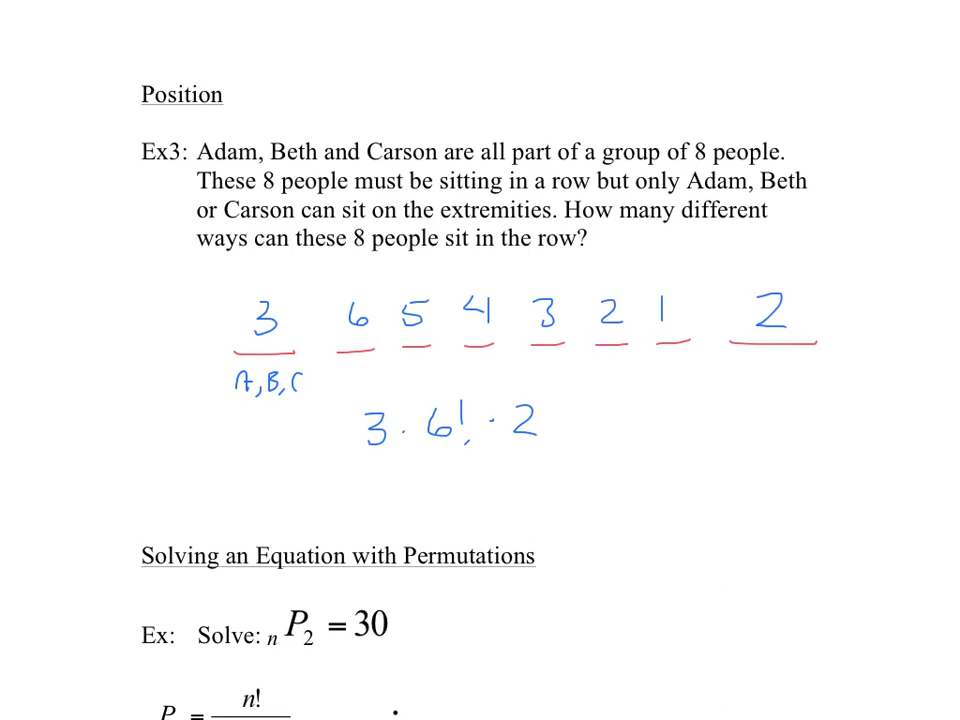 Position
Ex3: Adam, Beth and Carson are all part of a group of 8 people.
These 8 people must be sitting in a row but only Adam, Beth
or Carson can sit on the extremities. How many different
ways can these 8 people sit in the row?
3 6 5 4 3 2 1 2
A, B, C
3 · 6! · 2
Solving an Equation with Permutations
Ex: Solve: nP2 = 30
n!
P =